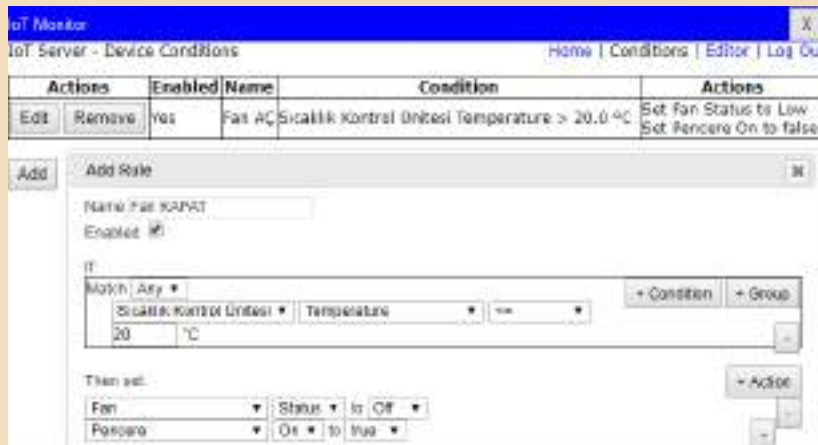 IoT Monitor X
IoT Server - Device Conditions Home | Conditions | Editor | Log Ou
Actions Enabled Name Condition Actions
Edit Remove Yes Fan AÇ Sıcaklık Kontrol Ünitesi Temperature > 20.0 °C Set Fan Status to Low
Set Pencere On to false
Add Add Rule
Name Fan KAPAT
Enabled
If
Match Any + Condition + Group
Sıcaklık Kontrol Ünitesi Temperature <=
20 °C -
Then set + Action
Fan Status to Off -
Pencere On to true -